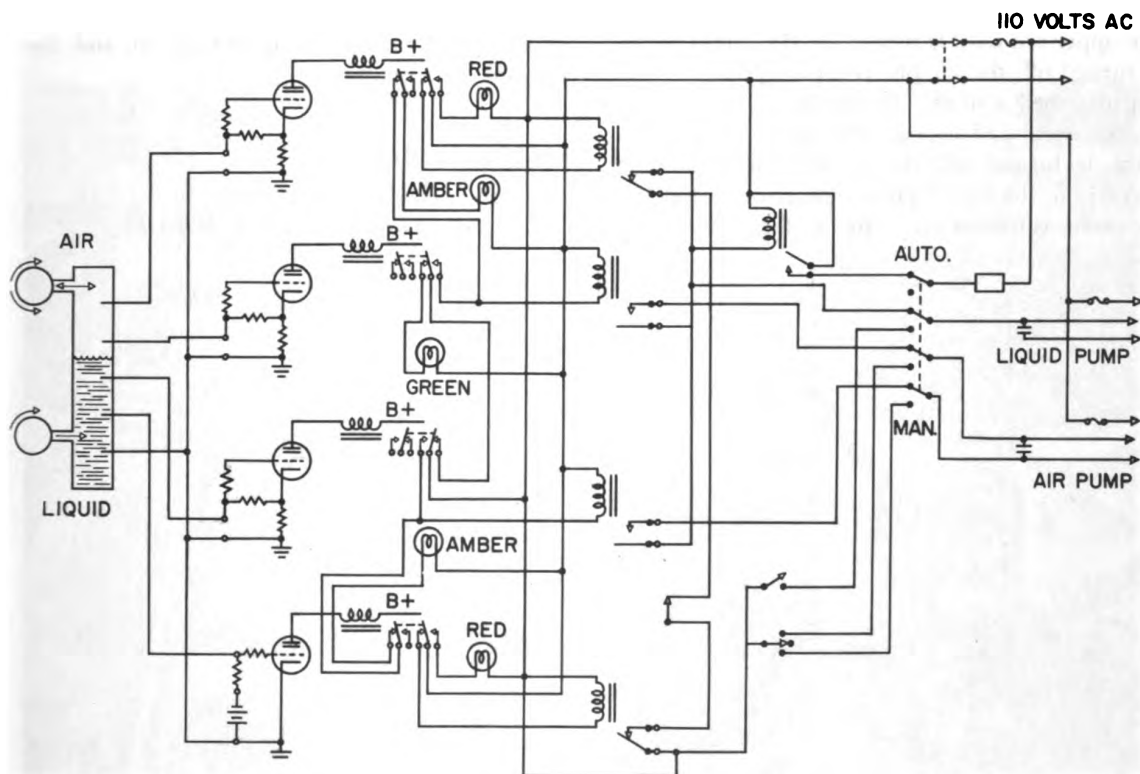 110 VOLTS AC
B+
RED
AMBER
AIR
B+
AUTO.
LIQUID PUMP
GREEN
B+
MAN.
AIR PUMP
LIQUID
AMBER
B+
RED